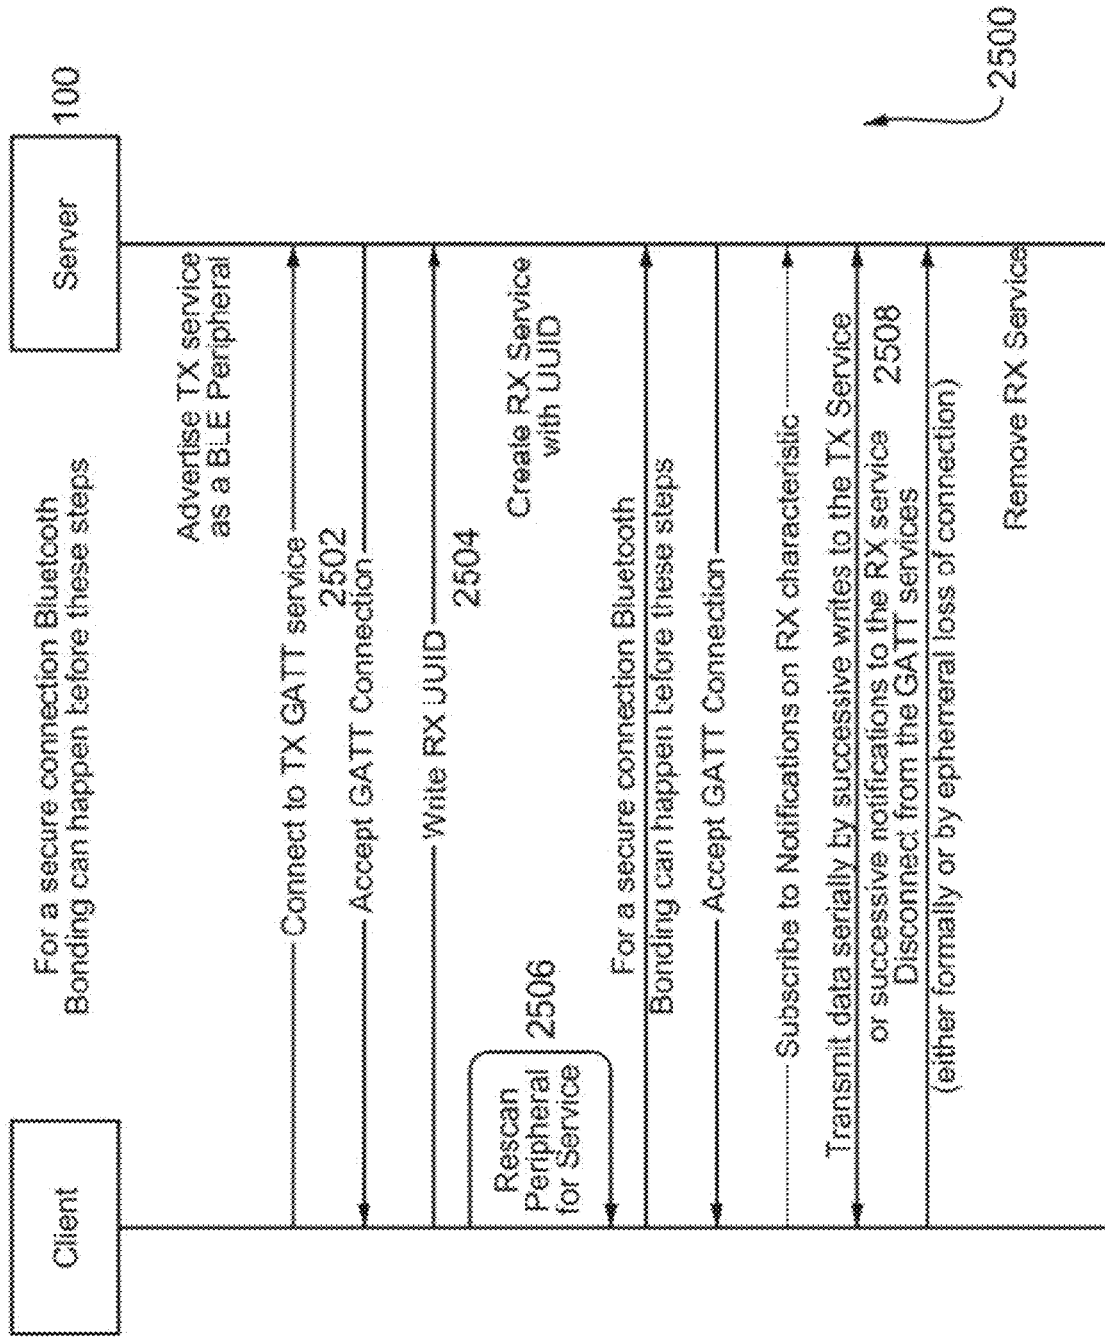 Client
Server
100
For a secure connection Bluetooth
Bonding can happen before these steps
Advertise TX service
as a BLE Peripheral
Connect to TX GATT service
2502
Accept GATT Connection
Write RX UUID
2504
Rescan
Peripheral
for Service
2506
Create RX Service
with UUID
For a secure connection Bluetooth
Bonding can happen before these steps
Accept GATT Connection
Subscribe to Notifications on RX characteristic
Transmit data serially by successive writes to the TX Service
or successive notifications to the RX service
2508
Disconnect from the GATT services
(either formally or by ephemeral loss of connection)
Remove RX Service
2500